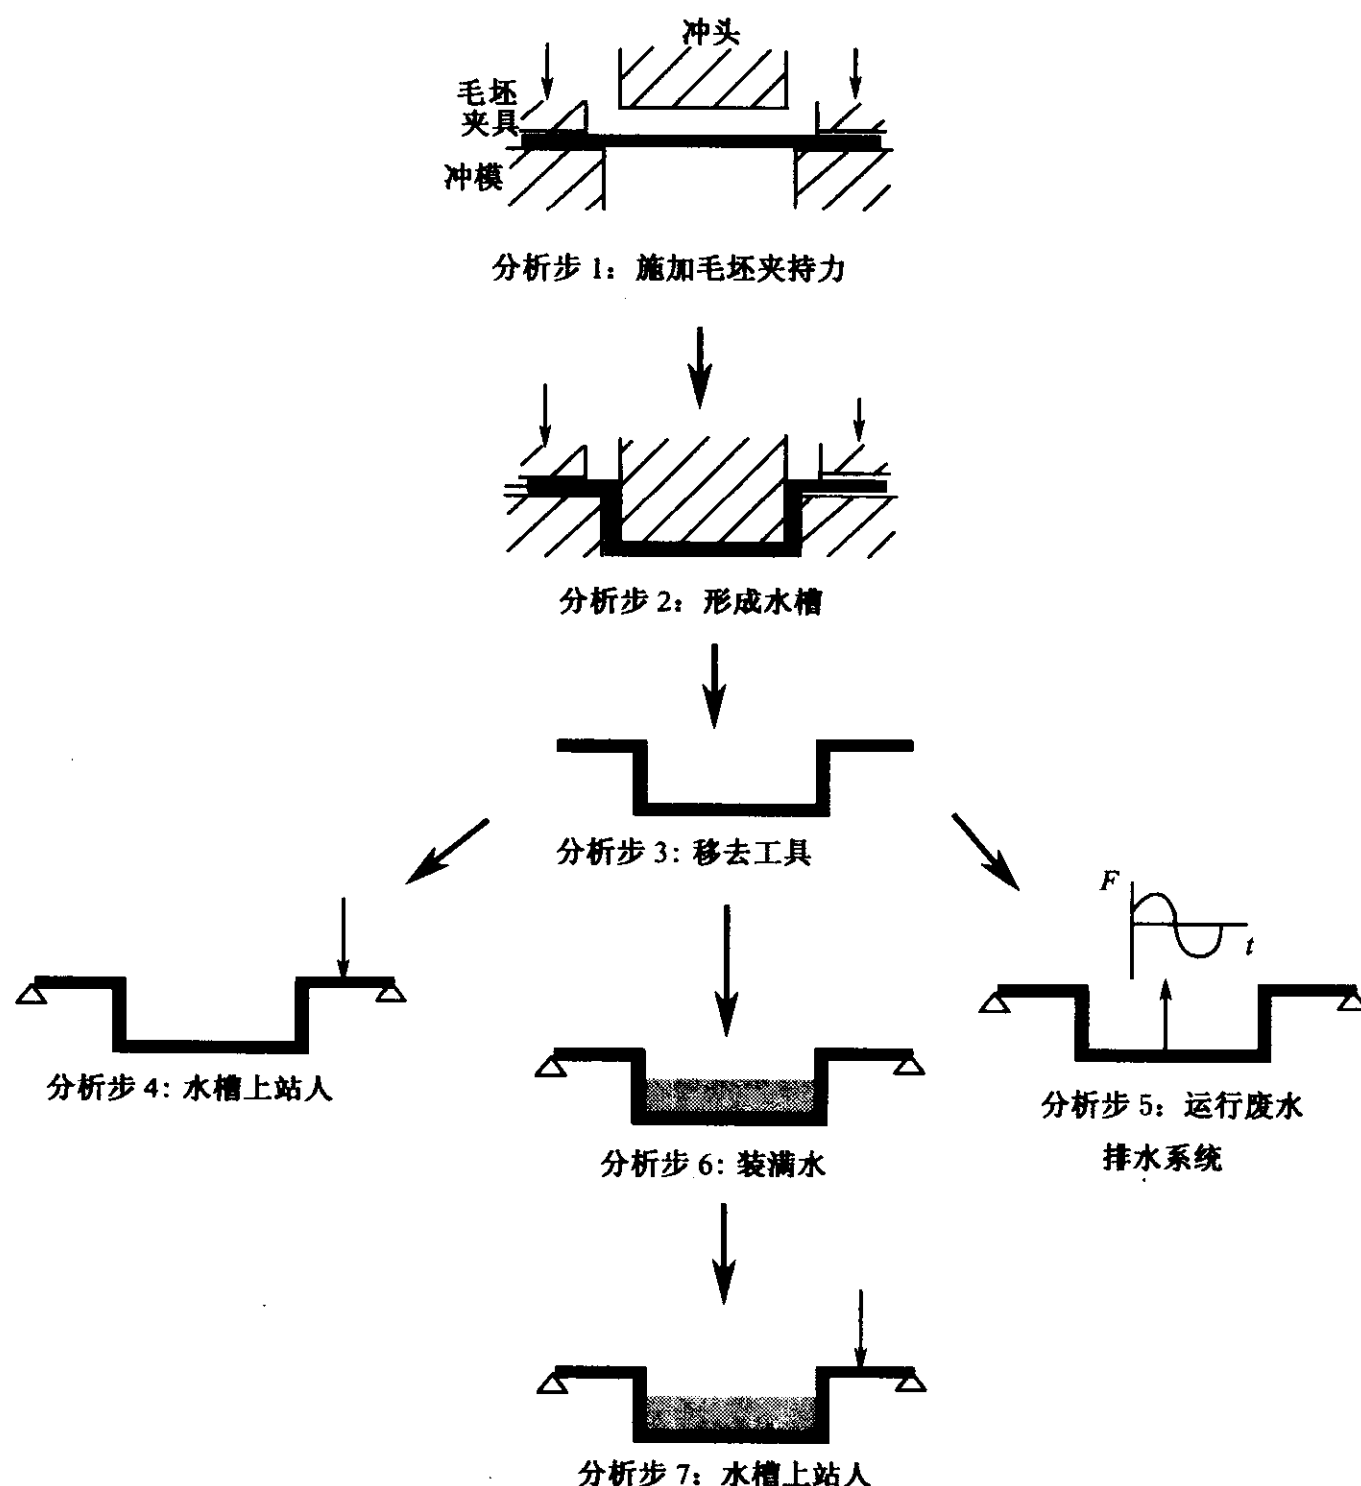 冲头
毛坯
夹具
冲模
分析步 1：施加毛坯夹持力
分析步 2：形成水槽
分析步 3：移去工具
F
t
分析步 4：水槽上站人
分析步 5：运行废水
排水系统
分析步 6：装满水
分析步 7：水槽上站人